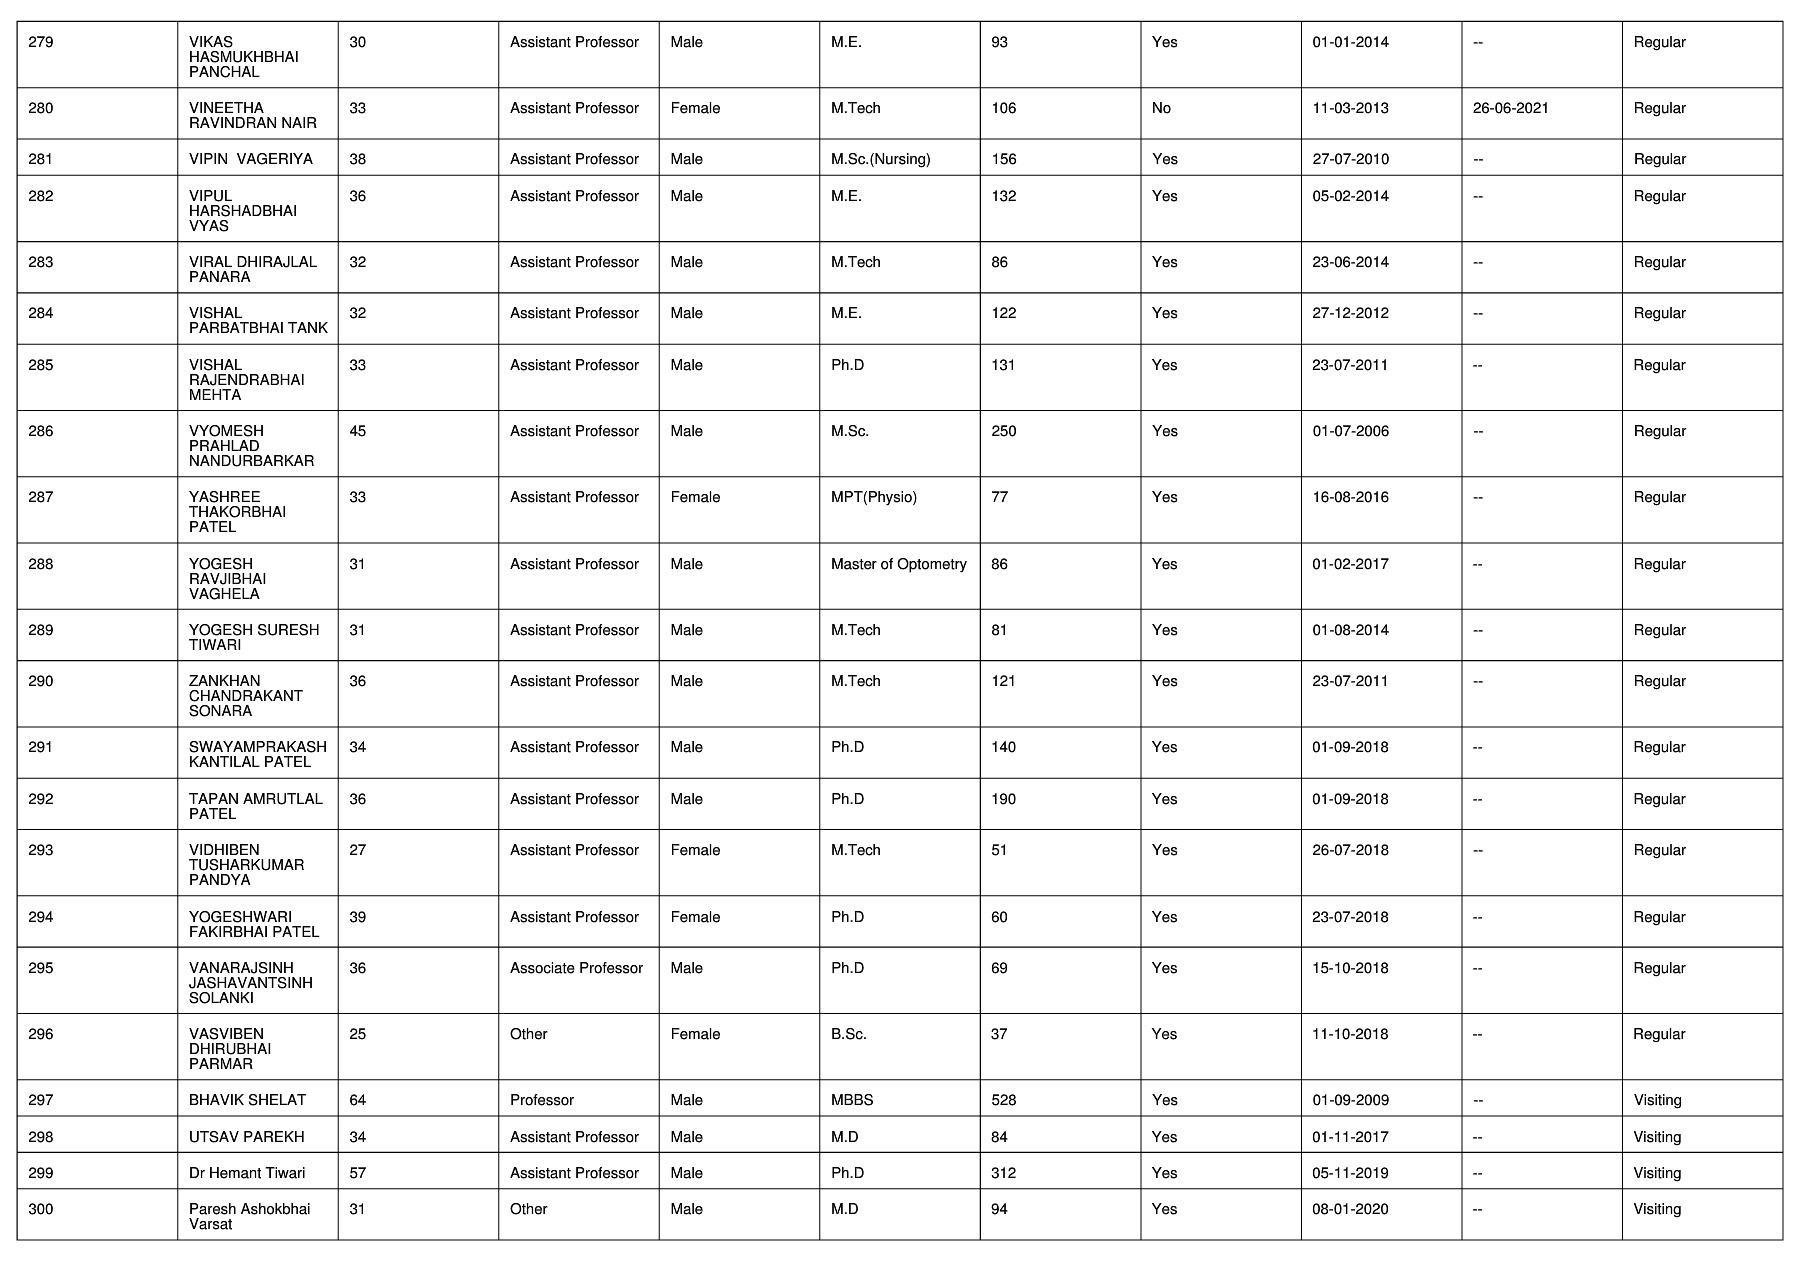 279 VIKAS 30 Assistant Professor Male M.E. 93 Yes 01-01-2014 -- Regular
HASMUKHBHAI
PANCHAL
280 VINEETHA 33 Assistant Professor Female M.Tech 106 No 11-03-2013 26-06-2021 Regular
RAVINDRAN NAIR
281 VIPIN  VAGERIYA 38 Assistant Professor Male M.Sc.(Nursing) 156 Yes 27-07-2010 -- Regular
282 VIPUL 36 Assistant Professor Male M.E. 132 Yes 05-02-2014 -- Regular
HARSHADBHAI
VYAS
283 VIRAL DHIRAJLAL 32 Assistant Professor Male M.Tech 86 Yes 23-06-2014 -- Regular
PANARA
284 VISHAL 32 Assistant Professor Male M.E. 122 Yes 27-12-2012 -- Regular
PARBATBHAI TANK
285 VISHAL 33 Assistant Professor Male Ph.D 131 Yes 23-07-2011 -- Regular
RAJENDRABHAI
MEHTA
286 VYOMESH 45 Assistant Professor Male M.Sc. 250 Yes 01-07-2006 -- Regular
PRAHLAD
NANDURBARKAR
287 YASHREE 33 Assistant Professor Female MPT(Physio) 77 Yes 16-08-2016 -- Regular
THAKORBHAI
PATEL
288 YOGESH 31 Assistant Professor Male Master of Optometry 86 Yes 01-02-2017 -- Regular
RAVJIBHAI
VAGHELA
289 YOGESH SURESH 31 Assistant Professor Male M.Tech 81 Yes 01-08-2014 -- Regular
TIWARI
290 ZANKHAN 36 Assistant Professor Male M.Tech 121 Yes 23-07-2011 -- Regular
CHANDRAKANT
SONARA
291 SWAYAMPRAKASH 34 Assistant Professor Male Ph.D 140 Yes 01-09-2018 -- Regular
KANTILAL PATEL
292 TAPAN AMRUTLAL 36 Assistant Professor Male Ph.D 190 Yes 01-09-2018 -- Regular
PATEL
293 VIDHIBEN 27 Assistant Professor Female M.Tech 51 Yes 26-07-2018 -- Regular
TUSHARKUMAR
PANDYA
294 YOGESHWARI 39 Assistant Professor Female Ph.D 60 Yes 23-07-2018 -- Regular
FAKIRBHAI PATEL
295 VANARAJSINH 36 Associate Professor Male Ph.D 69 Yes 15-10-2018 -- Regular
JASHAVANTSINH
SOLANKI
296 VASVIBEN 25 Other Female B.Sc. 37 Yes 11-10-2018 -- Regular
DHIRUBHAI
PARMAR
297 BHAVIK SHELAT 64 Professor Male MBBS 528 Yes 01-09-2009 -- Visiting
298 UTSAV PAREKH 34 Assistant Professor Male M.D 84 Yes 01-11-2017 -- Visiting
299 Dr Hemant Tiwari 57 Assistant Professor Male Ph.D 312 Yes 05-11-2019 -- Visiting
300 Paresh Ashokbhai 31 Other Male M.D 94 Yes 08-01-2020 -- Visiting
Varsat